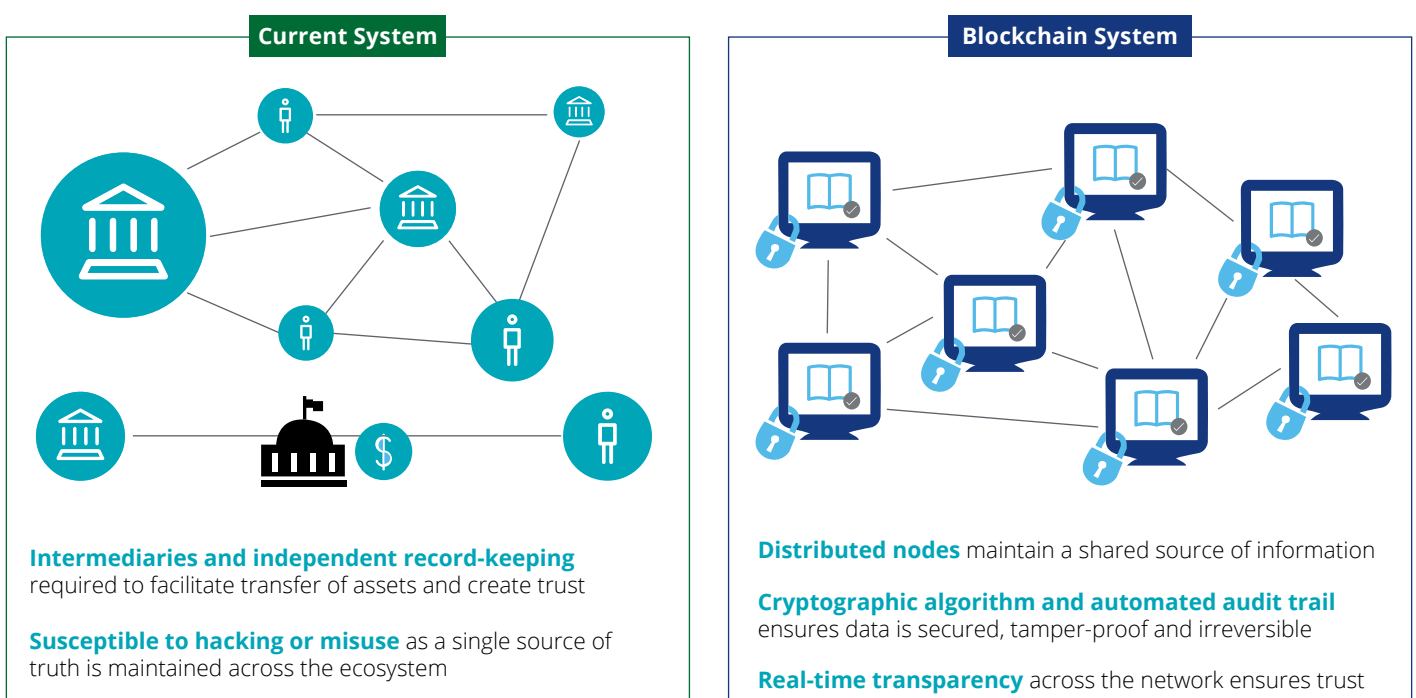 Current System
$
Intermediaries and independent record-keeping
required to facilitate transfer of assets and create trust
Susceptible to hacking or misuse as a single source of
truth is maintained across the ecosystem
Blockchain System
Distributed nodes maintain a shared source of information
Cryptographic algorithm and automated audit trail
ensures data is secured, tamper-proof and irreversible
Real-time transparency across the network ensures trust